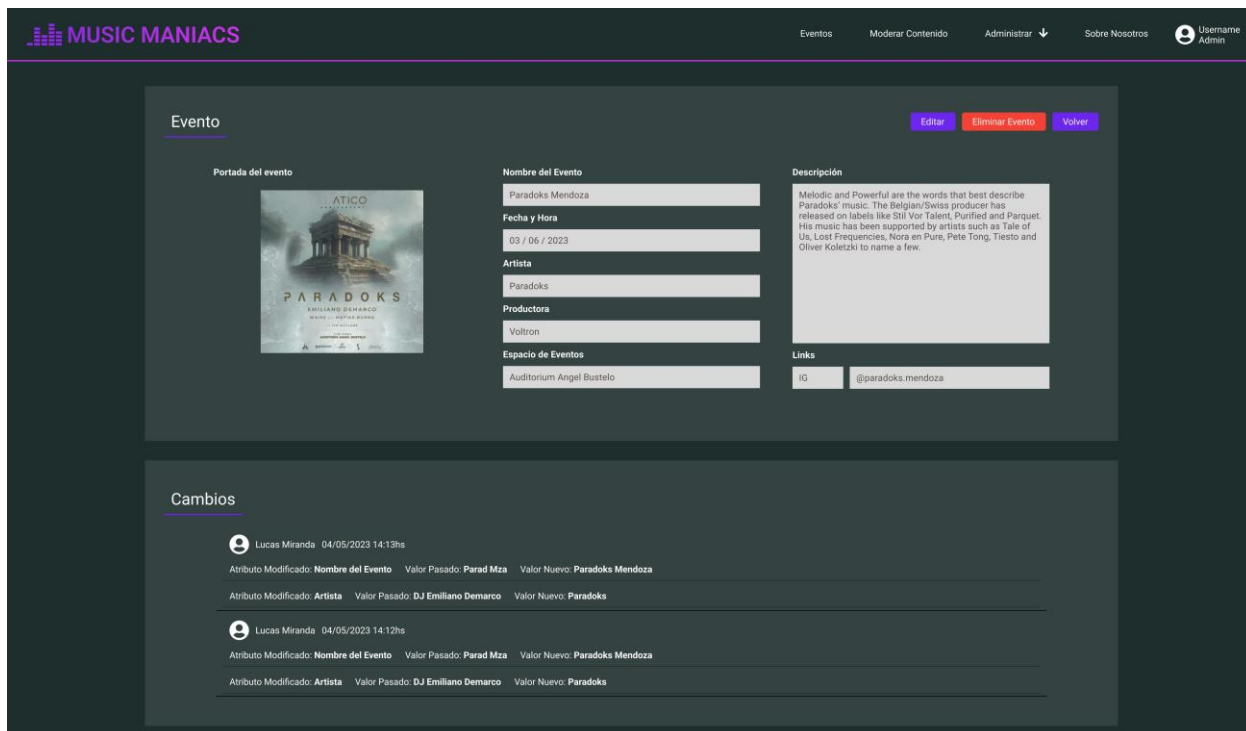 MUSIC MANIACS
Eventos Moderar Contenido Administrar Sobre Nosotros Username
Admin
Evento
Editar Eliminar Evento Volver
Portada del evento
ATICO
PARADOKS
EMILIANO DEMARCO
Nombre del Evento
Paradoks Mendoza
Fecha y Hora
03 / 06 / 2023
Artista
Paradoks
Productora
Voltron
Espacio de Eventos
Auditorium Angel Bustelo
Descripción
Melodic and Powerful are the words that best describe
Paradoks' music. The Belgian/Swiss producer has
released on labels like Stil Vor Talent, Purified and Parquet.
His music has been supported by artists such as Tale of
Us, Lost Frequencies, Nora en Pure, Pete Tong, Tiesto and
Oliver Koletzki to name a few.
Links
IG @paradoks.mendoza
Cambios
Lucas Miranda 04/05/2023 14:13hs
Atributo Modificado: Nombre del Evento Valor Pasado: Parad Mza Valor Nuevo: Paradoks Mendoza
Atributo Modificado: Artista Valor Pasado: DJ Emiliano Demarco Valor Nuevo: Paradoks
Lucas Miranda 04/05/2023 14:12hs
Atributo Modificado: Nombre del Evento Valor Pasado: Parad Mza Valor Nuevo: Paradoks Mendoza
Atributo Modificado: Artista Valor Pasado: DJ Emiliano Demarco Valor Nuevo: Paradoks